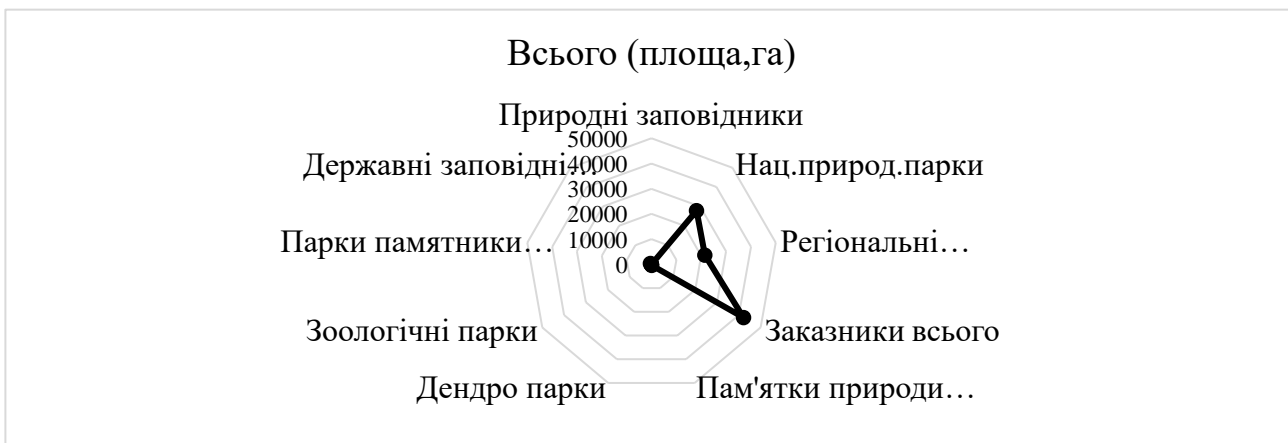 Всього (площа,га)
Природні заповідники
50000
Державні заповідні…
40000
Нац.природ.парки
30000
20000
Парки памятники…
10000
Регіональні…
0
Зоологічні парки
Заказники всього
Дендро парки
Пам'ятки природи…